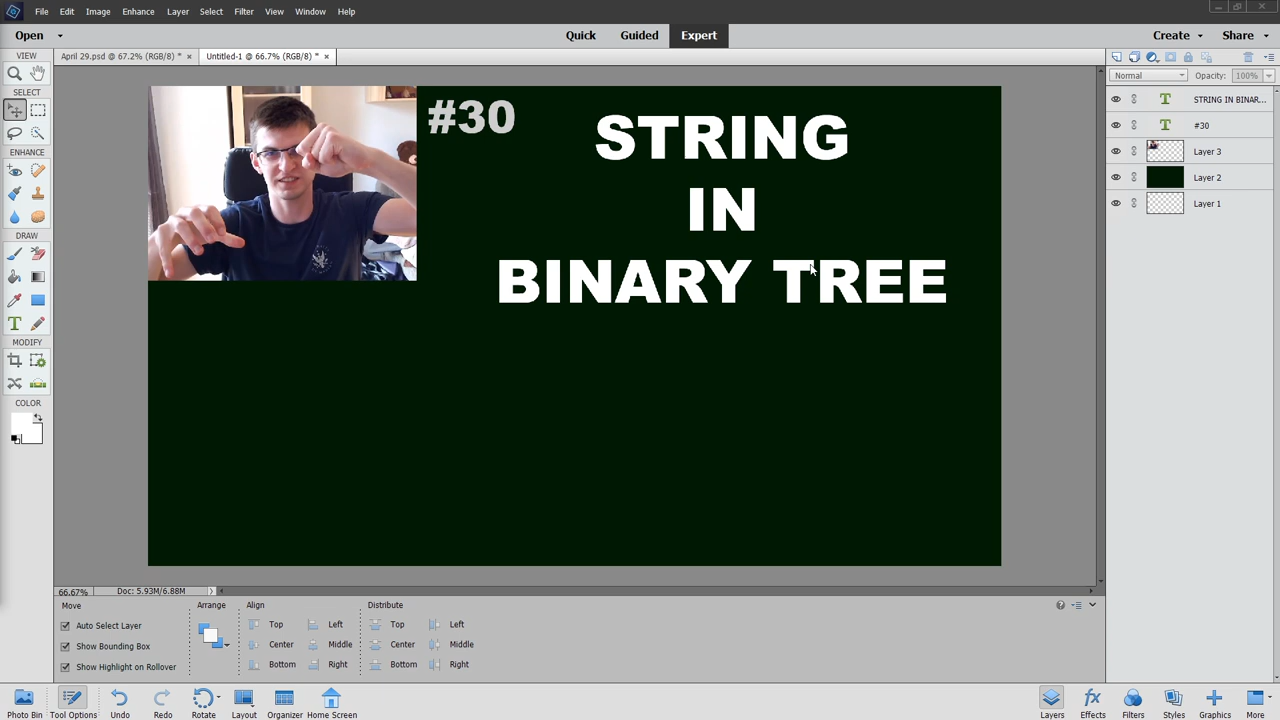 File Edit Image Enhance Layer Select Filter View Window Help
Open Quick Guided Expert Create Share
April 29.psd @ 67.2% (RGB/8) * × Untitled-1 @ 66.7% (RGB/8) * ×
VIEW
SELECT
ENHANCE
DRAW
MODIFY
COLOR
#30
STRING
IN
BINARY TREE
Normal Opacity: 100%
STRING IN BINAR...
#30
Layer 3
Layer 2
Layer 1
66.67% Doc: 5.93M/6.88M
Move Arrange Align Distribute
Auto Select Layer Top Left Top Left
Show Bounding Box Center Middle Center Middle
Show Highlight on Rollover Bottom Right Bottom Right
Photo Bin Tool Options Undo Redo Rotate Layout Organizer Home Screen Layers Effects Filters Styles Graphics More